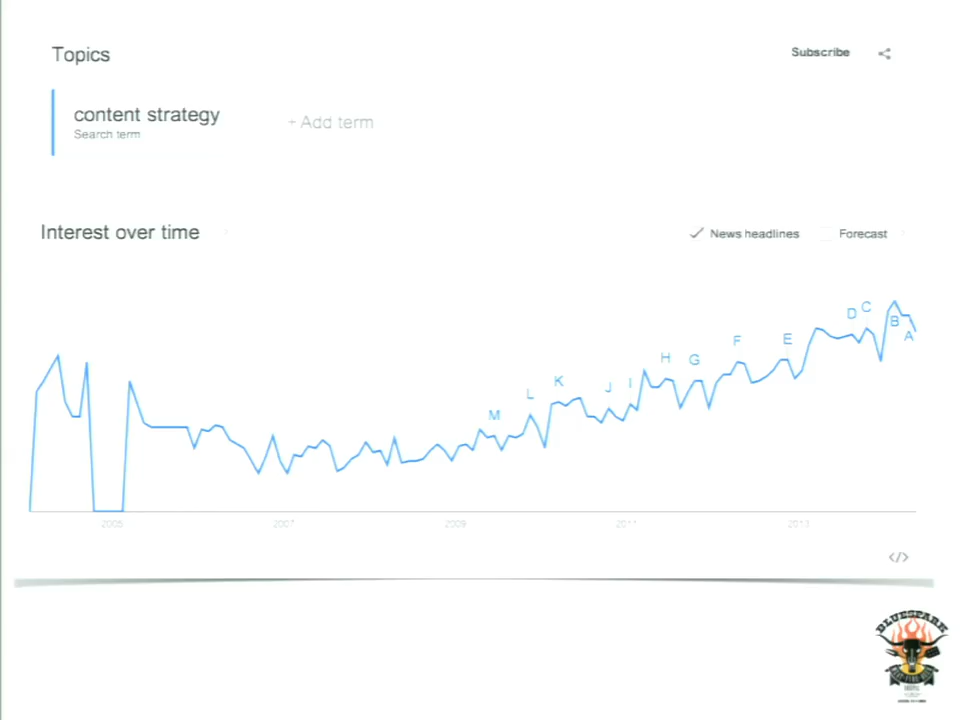 Topics
Subscribe
content strategy
Search term
+ Add term
Interest over time
News headlines
Forecast
D C
B
A
F
E
H G
J I
K
L
M
2005 2007 2009 2011 2013
</>
BLUESPARK